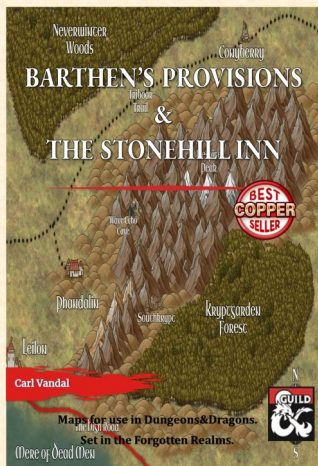 Neverwinter
Woods
Conyberry
BARTHEN'S PROVISIONS
Triboar
Trail
&
THE STONEHILL INN
Peak
BEST
COPPER
SELLER
Wave Echo
Cave
Phandalin
Southkrypt
Kryptgarden
Forest
Leilon
Carl Vandal
N
The High Road
GUILD
Maps for use in Dungeons&Dragons.
Set in the Forgotten Realms.
Mere of Dead Men
S